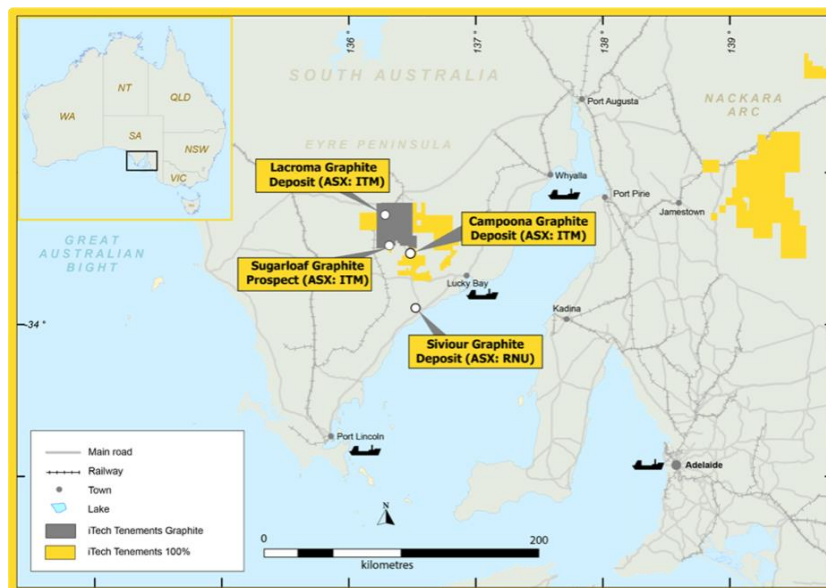 136 °
137
138
139
SOUTH AUSTRALIA
NACKARA
ARC
EYRE PENINSULA
NT
QLD
WA
SA
NSW
VIC
Port Augusta
Lacroma Graphite
Deposit (ASX: ITM)
Whyalla
Port Pirie
Jamestown
Campoona Graphite
Deposit (ASX: ITM)
GREAT
AUSTRALIAN
BIGHT
Sugarloaf Graphite
Prospect (ASX: ITM)
Lucky Bay
Kadina
-34 °
-34 °
Siviour Graphite
Deposit (ASX: RNU)
Port Lincoln
Adelaide
Main road
Railway
Town
Lake
iTech Tenements Graphite
iTech Tenements 100%
N
0
200
kilometres